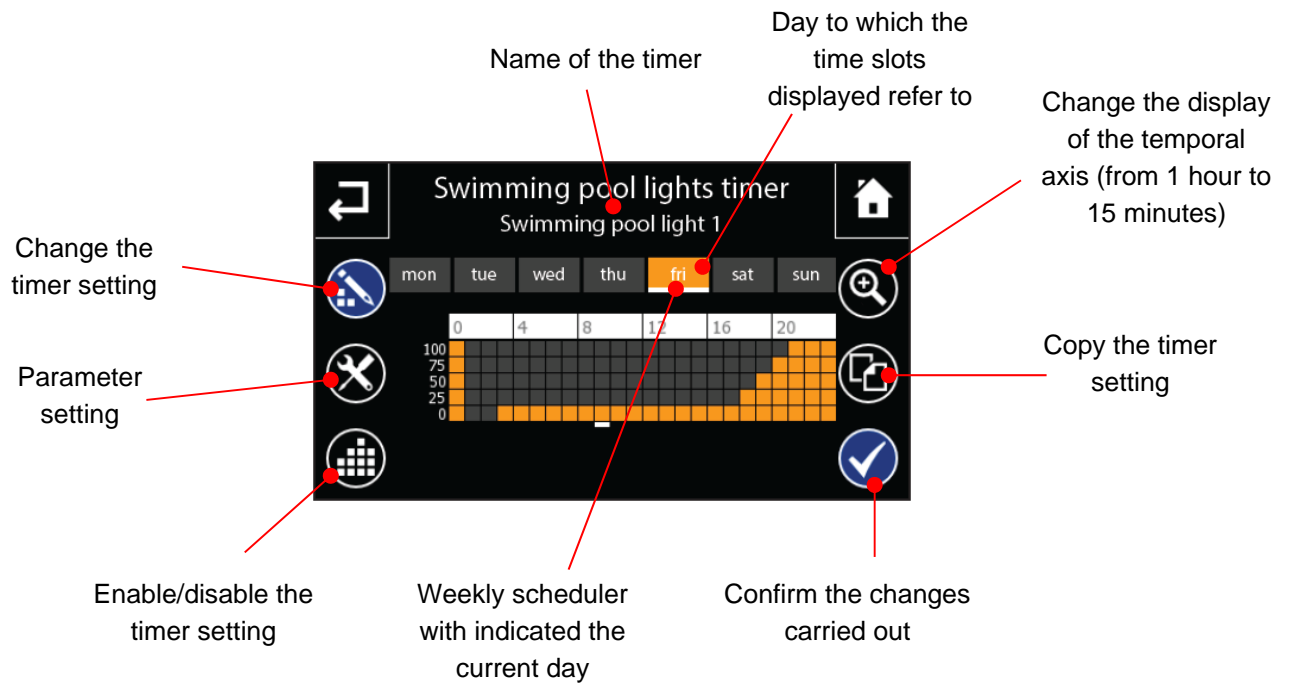 Day to which the
time slots
displayed refer to
Name of the timer
Change the display
of the temporal
axis (from 1 hour to
15 minutes)
Swimming pool lights timer
Swimming pool light 1
Change the
timer setting
mon tue wed thu fri sat sun
0 4 8 12 16 20
100
75
50
25
0
Copy the timer
setting
Parameter
setting
Enable/disable the
timer setting
Weekly scheduler
with indicated the
current day
Confirm the changes
carried out